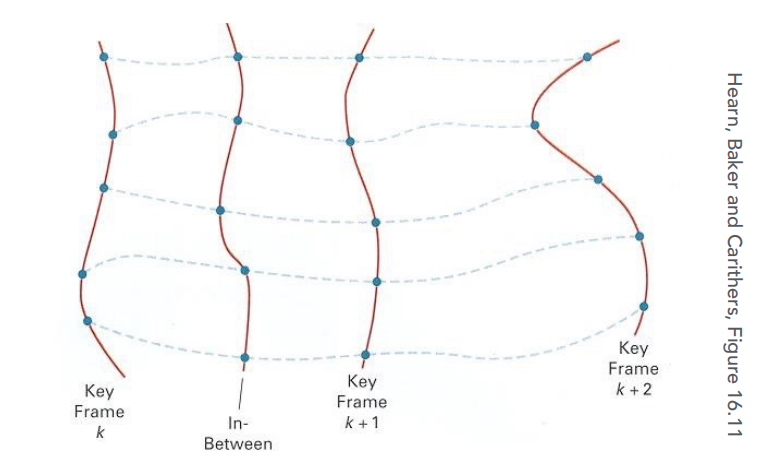 Key
Frame
k
In-
Between
Key
Frame
k + 1
Key
Frame
k + 2
Hearn, Baker and Carithers, Figure 16.11